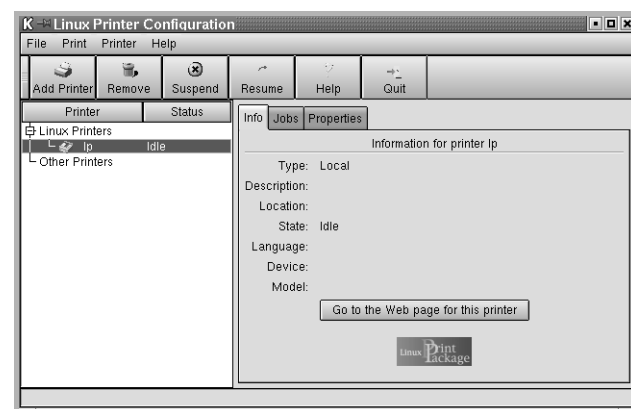 K Linux Printer Configuration
File Print Printer Help
Add Printer Remove Suspend Resume Help Quit
Printer Status
Linux Printers
lp Idle
Other Printers
Info Jobs Properties
Information for printer lp
Type: Local
Description:
Location:
State: Idle
Language:
Device:
Model:
Go to the Web page for this printer
Linux Print Package